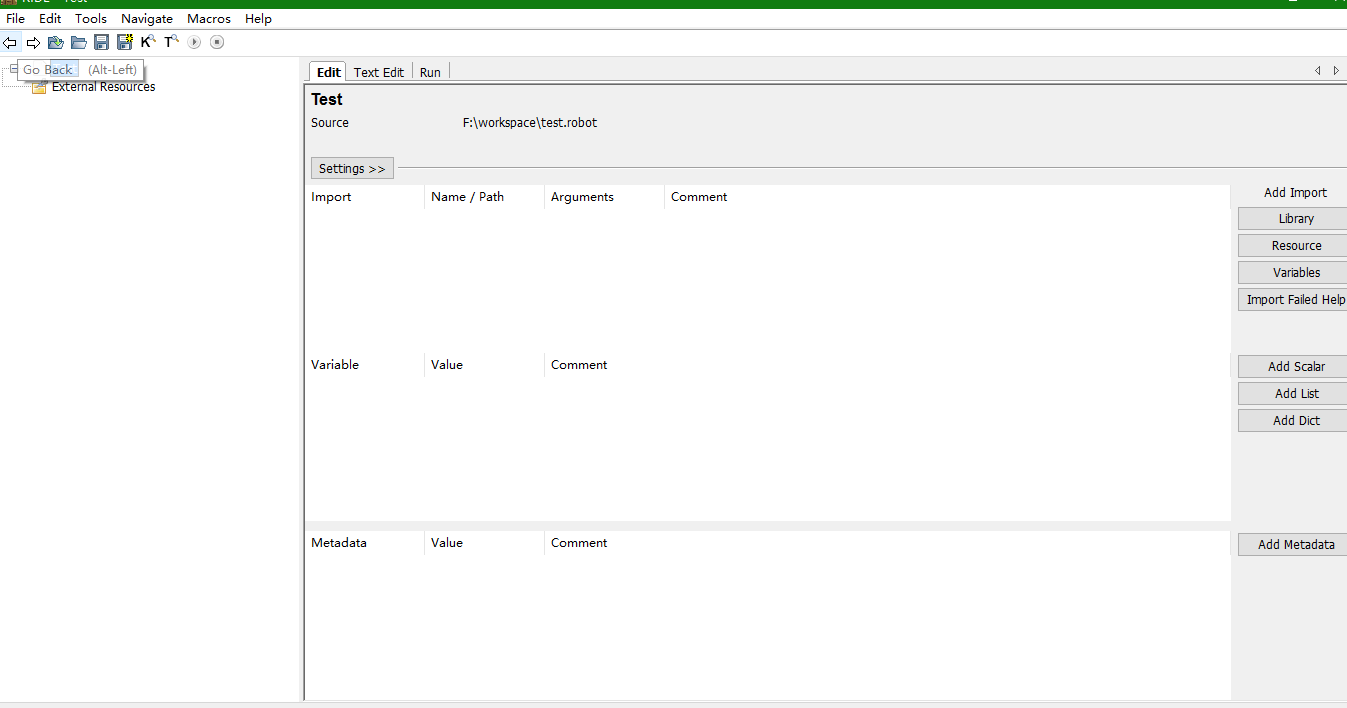 RIDE - Test
File Edit Tools Navigate Macros Help
K T
Go Back (Alt-Left)
External Resources
Edit Text Edit Run
Test
Source F:\workspace\test.robot
Settings >>
Import Name / Path Arguments Comment
Add Import
Library
Resource
Variables
Import Failed Help
Variable Value Comment
Add Scalar
Add List
Add Dict
Metadata Value Comment
Add Metadata